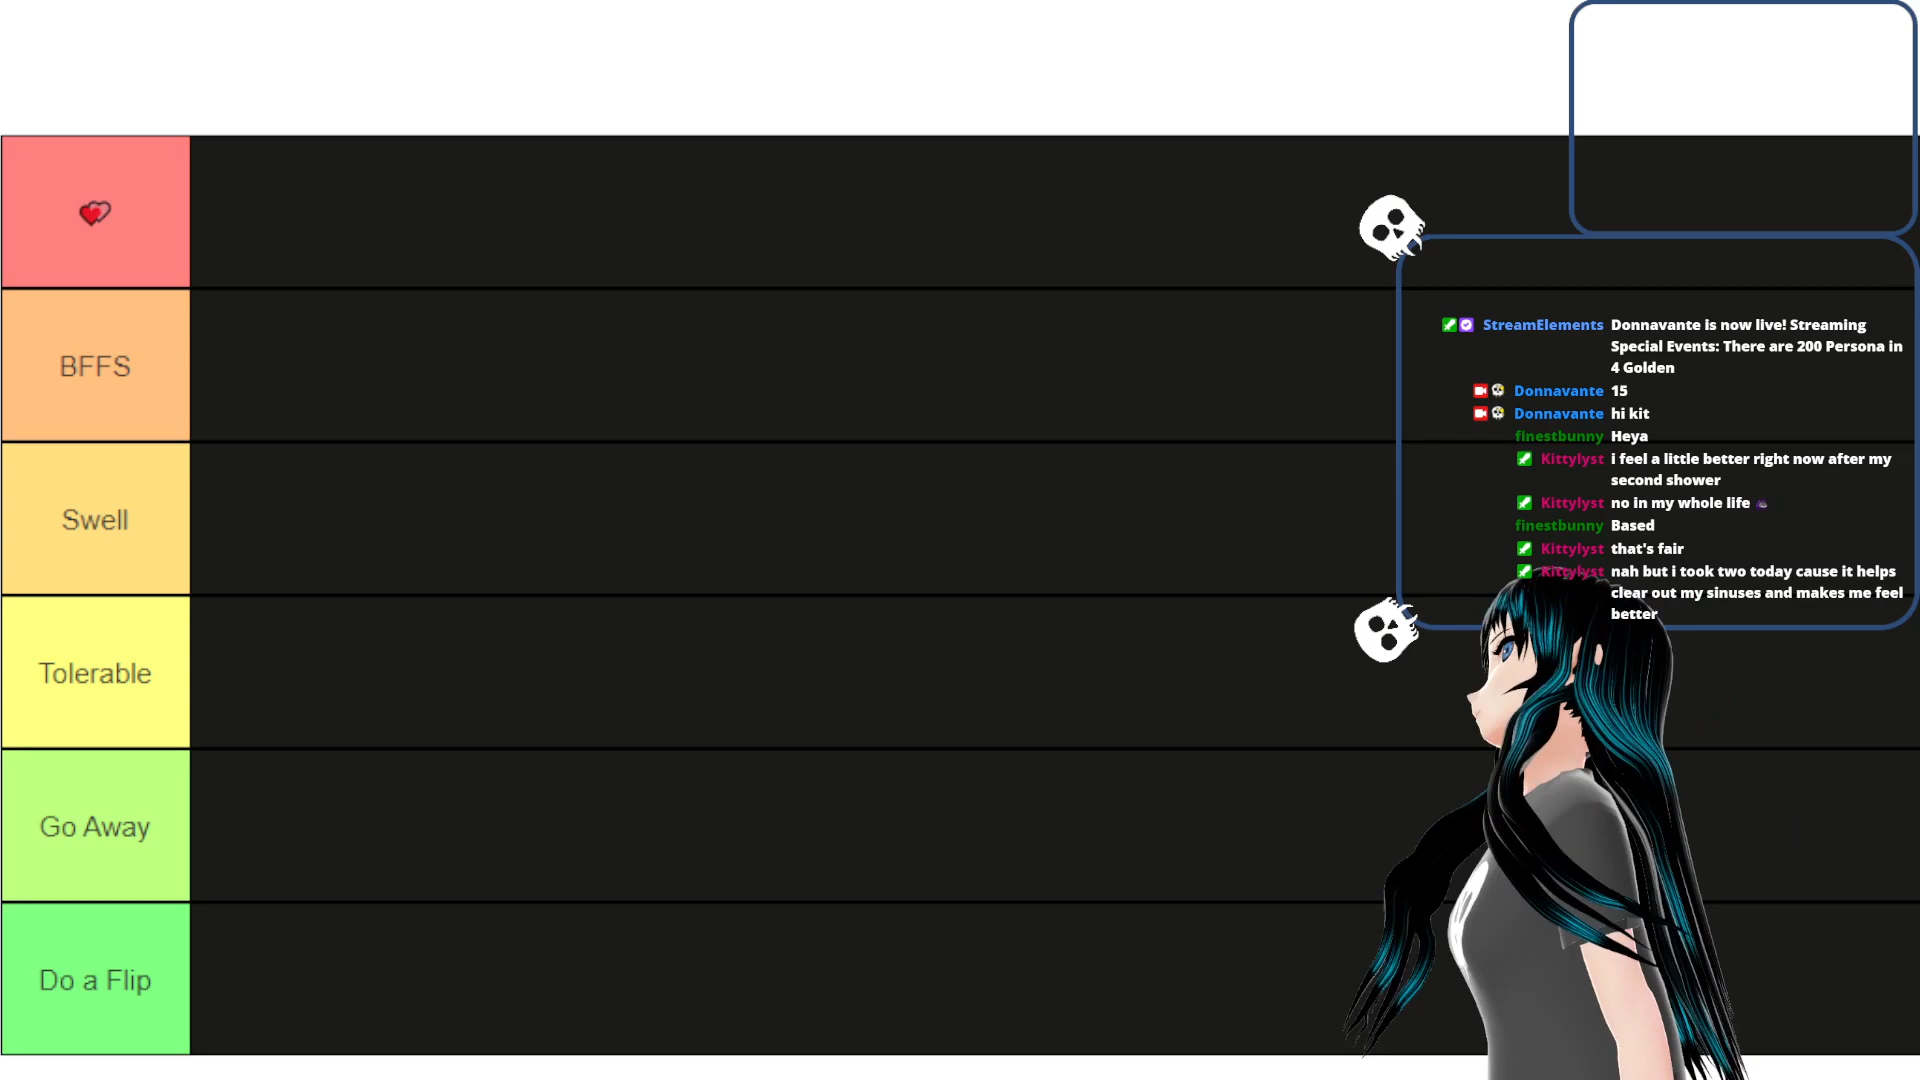 BFFS
Swell
Tolerable
Go Away
Do a Flip
StreamElements Donnavante is now live! Streaming
Special Events: There are 200 Persona in
4 Golden
Donnavante 15
Donnavante hi kit
finestbunny Heya
Kittylyst i feel a little better right now after my
second shower
Kittylyst no in my whole life
finestbunny Based
Kittylyst that's fair
Kittylyst nah but i took two today cause it helps
clear out my sinuses and makes me feel
better